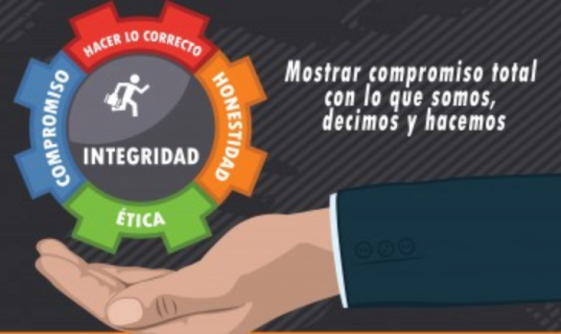 HACER LO CORRECTO
COMPROMISO
HONESTIDAD
INTEGRIDAD
ÉTICA
Mostrar compromiso total
con lo que somos,
decimos y hacemos